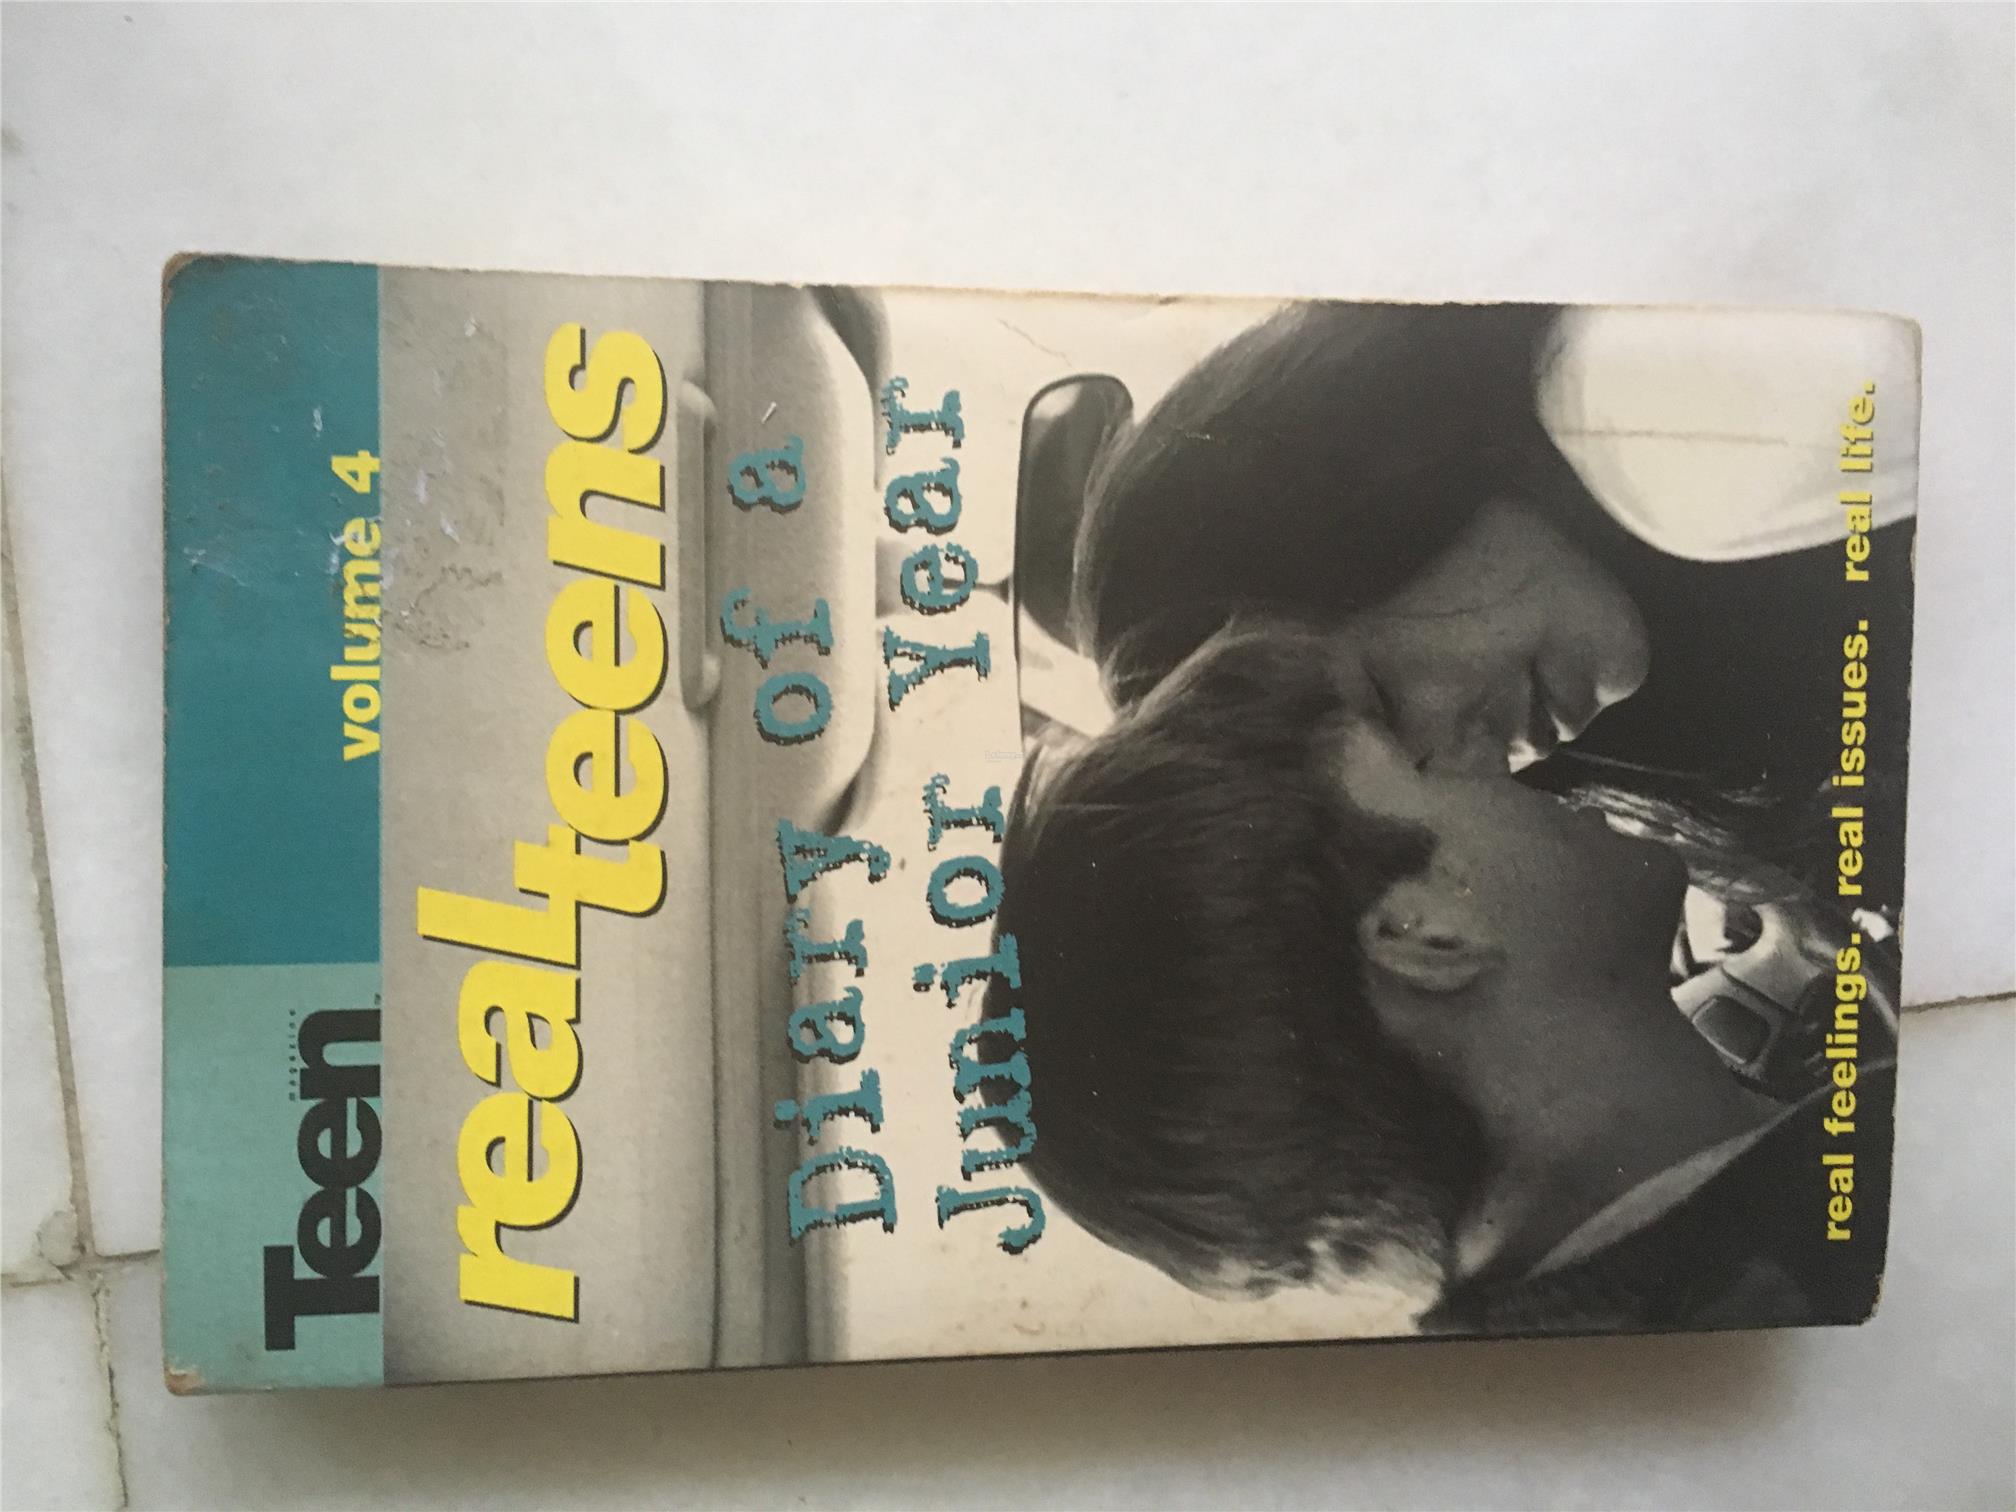 Teen
magazine
volume 4
real
teens
Diary of a
Junior Year
real feelings. real issues. real life.